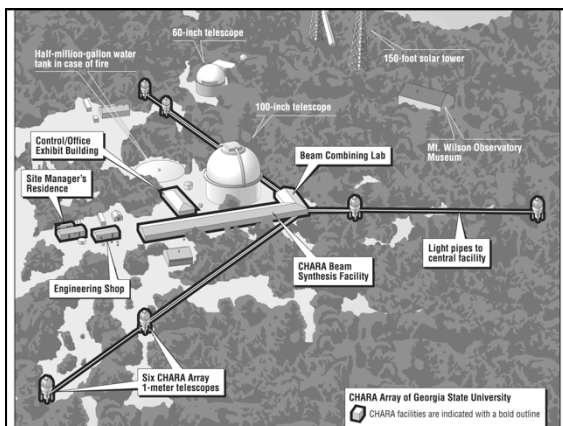 60-inch telescope
Half-million-gallon water
tank in case of fire
150-foot solar tower
100-inch telescope
Control/Office
Exhibit Building
Beam Combining Lab
Mt. Wilson Observatory
Museum
Site Manager's
Residence
Light pipes to
central facility
CHARA Beam
Synthesis Facility
Engineering Shop
Six CHARA Array
1-meter telescopes
CHARA Array of Georgia State University
CHARA facilities are indicated with a bold outline